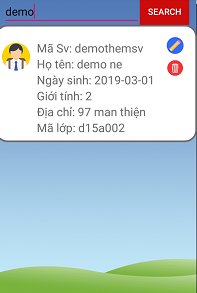 demo
SEARCH
Mã Sv: demothemsv
Họ tên: demo ne
Ngày sinh: 2019-03-01
Giới tính: 2
Địa chỉ: 97 man thiện
Mã lớp: d15a002